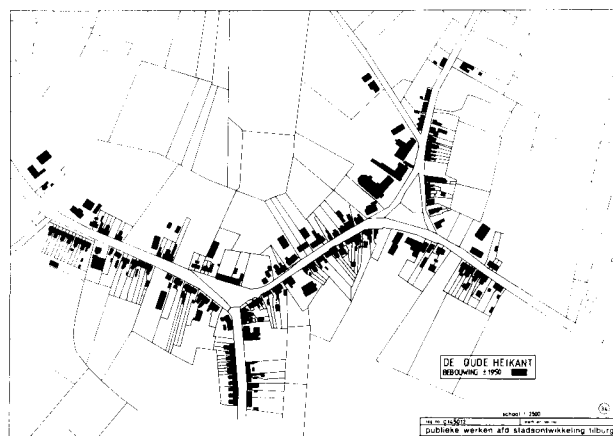 DE OUDE HEIKANT
BEBOUWING ± 1950
schaal 1 : 2500
publieke werken afd stadsontwikkeling tilburg